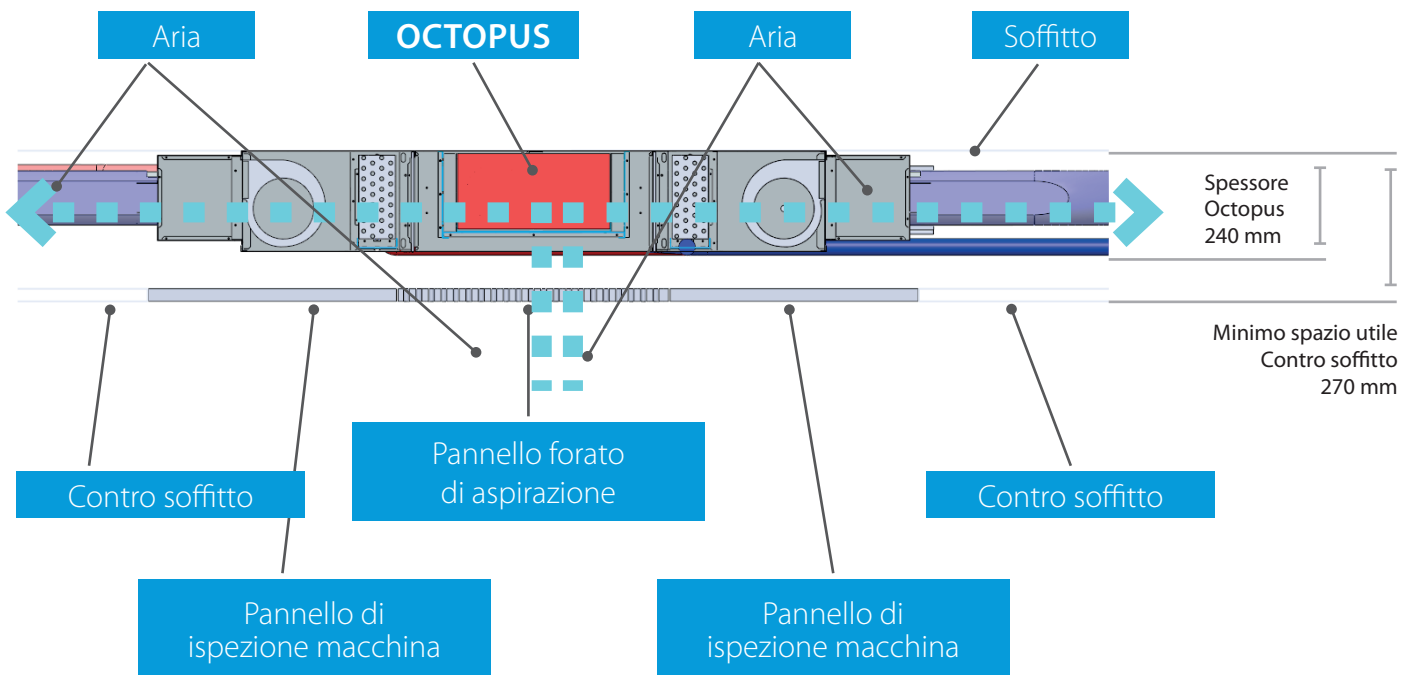 Aria
OCTOPUS
Aria
Soffitto
Spessore
Octopus
240 mm
Minimo spazio utile
Contro soffitto
270 mm
Pannello forato
di aspirazione
Contro soffitto
Contro soffitto
Pannello di
ispezione macchina
Pannello di
ispezione macchina